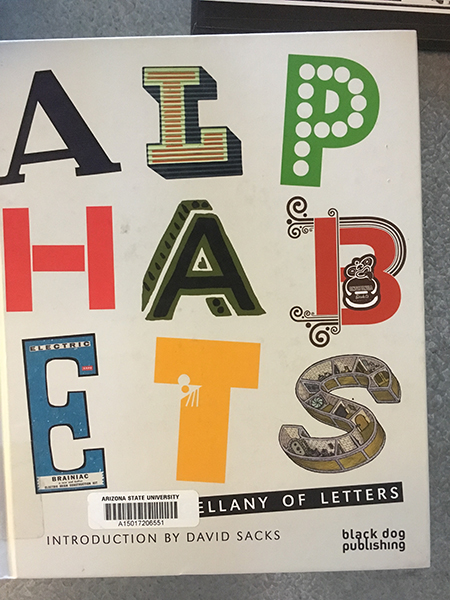 ALP
HAB
ETS
ELECTRIC
BRAINIAC
ARIZONA STATE UNIVERSITY
A15017206551
ELLANY OF LETTERS
INTRODUCTION BY DAVID SACKS
black dog
publishing